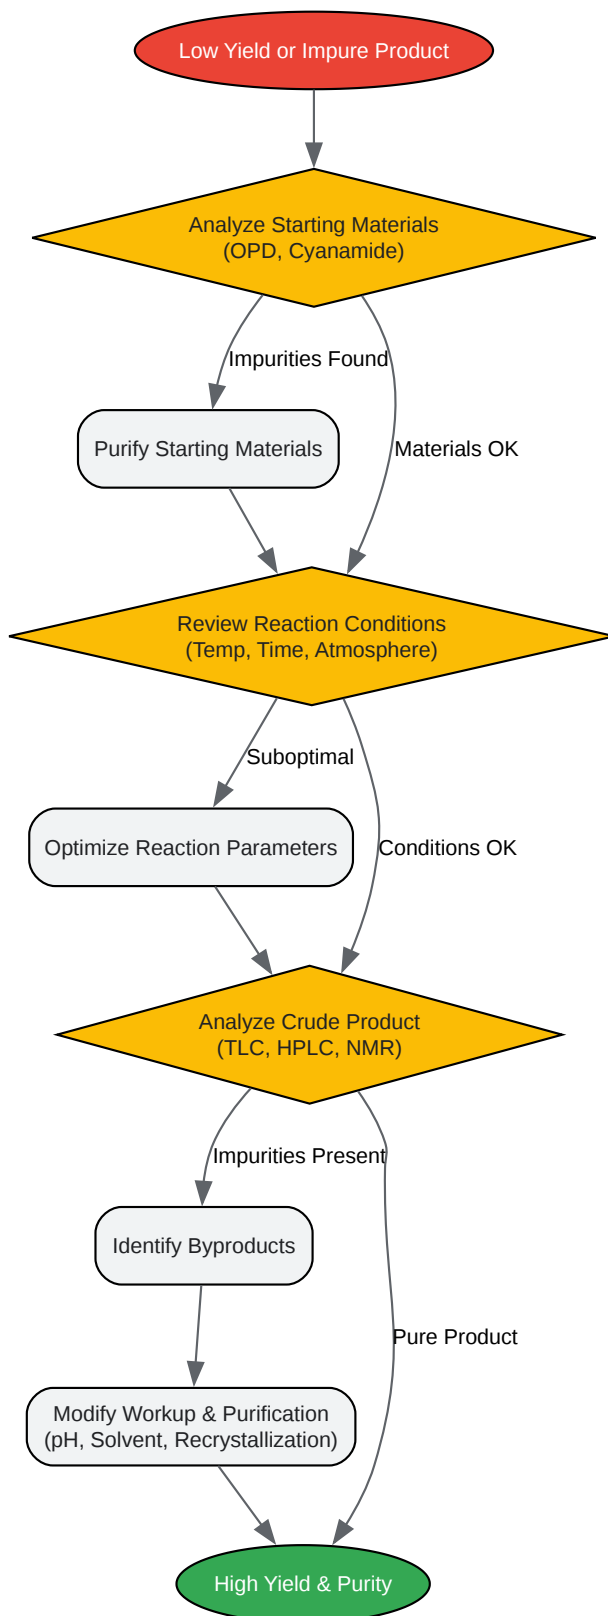 Low Yield or Impure Product
Analyze Starting Materials
(OPD, Cyanamide)
Impurities Found
Purify Starting Materials
Materials OK
Review Reaction Conditions
(Temp, Time, Atmosphere)
Suboptimal
Optimize Reaction Parameters
Conditions OK
Analyze Crude Product
(TLC, HPLC, NMR)
Impurities Present
Identify Byproducts
Pure Product
Modify Workup & Purification
(pH, Solvent, Recrystallization)
High Yield & Purity